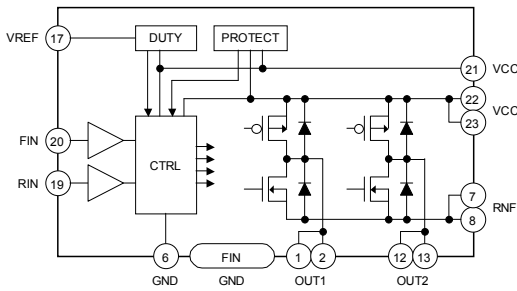 VREF 17 DUTY PROTECT
21 VCC
22 VCC
23
FIN 20
CTRL
RIN 19
7 RNF
8
6 FIN 1 2 12 13
GND GND OUT1 OUT2